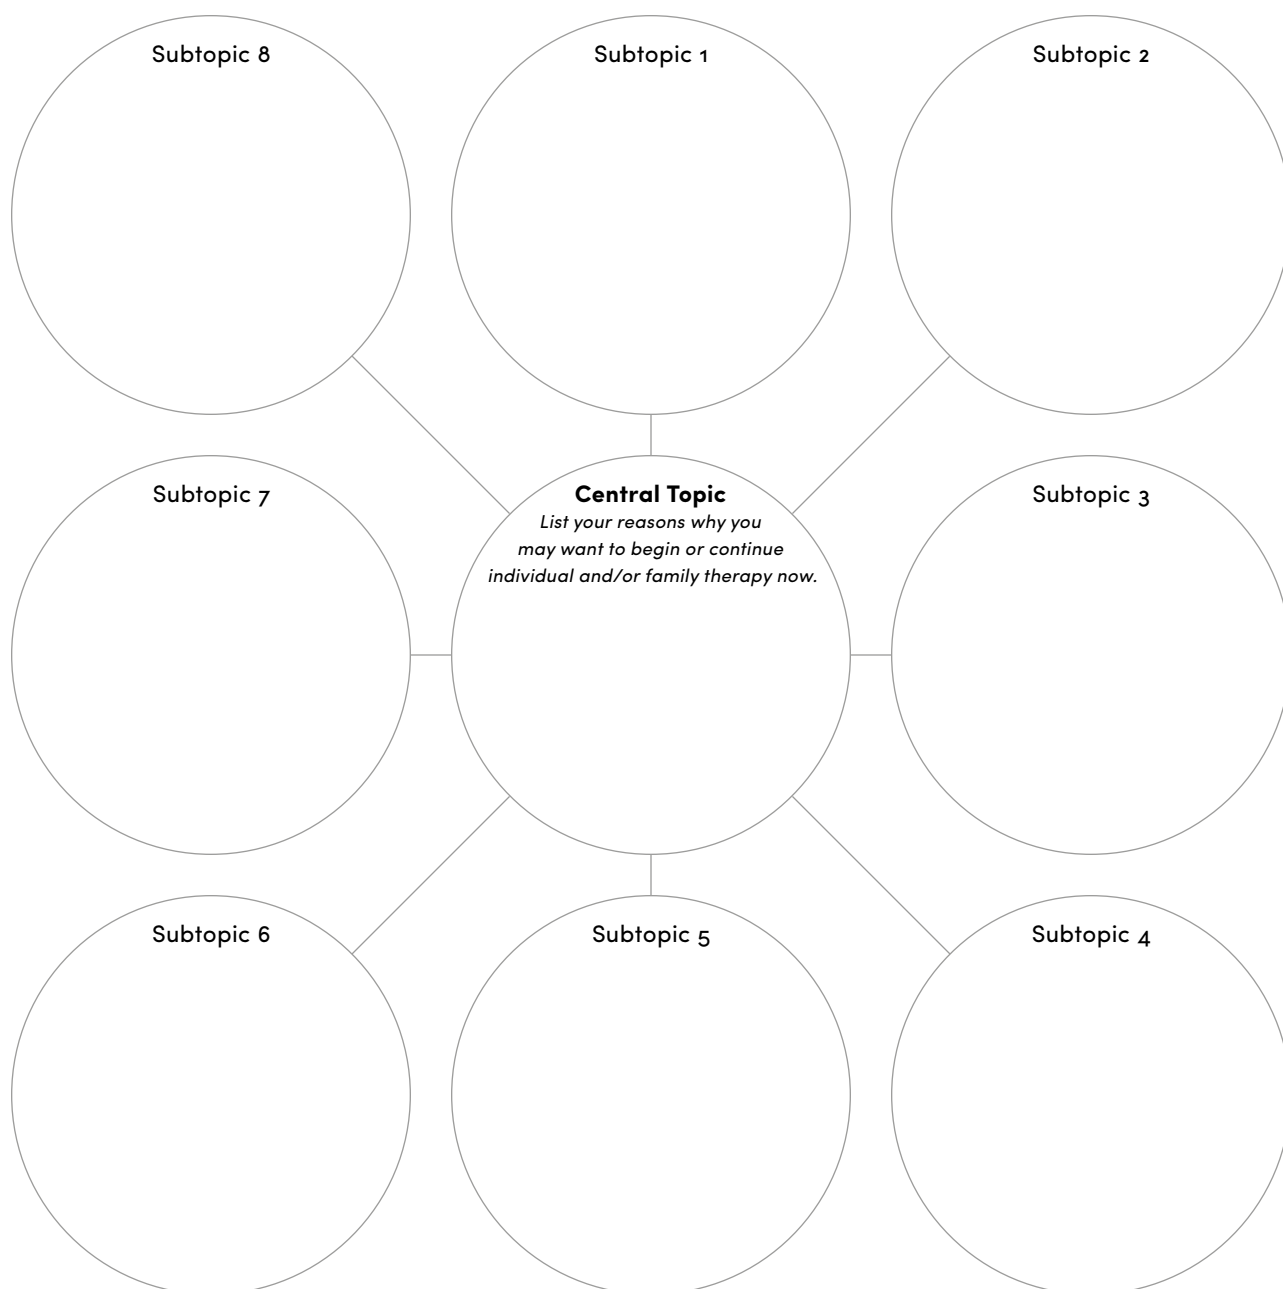 Subtopic 8
Subtopic 1
Subtopic 2
Subtopic 7
Central Topic
List your reasons why you
may want to begin or continue
individual and/or family therapy now.
Subtopic 3
Subtopic 6
Subtopic 5
Subtopic 4